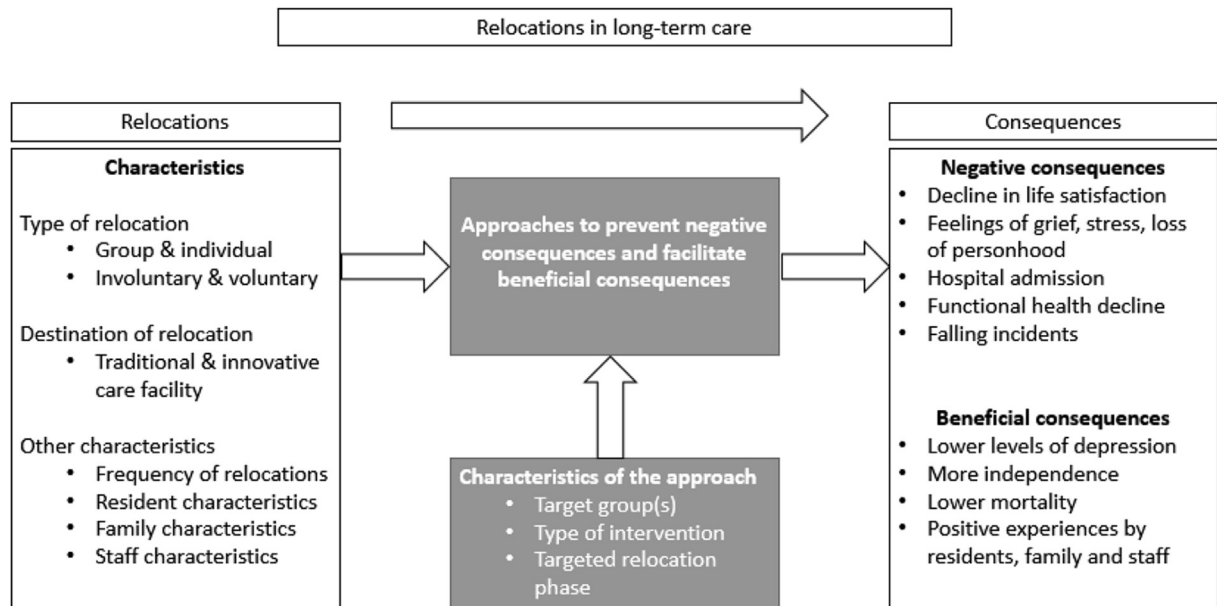 Relocations in long-term care
Relocations
Characteristics
Type of relocation
• Group & individual
• Involuntary & voluntary
Destination of relocation
• Traditional & innovative
care facility
Other characteristics
• Frequency of relocations
• Resident characteristics
• Family characteristics
• Staff characteristics
Approaches to prevent negative
consequences and facilitate
beneficial consequences
Characteristics of the approach
• Target group(s)
• Type of intervention
• Targeted relocation
phase
Consequences
Negative consequences
• Decline in life satisfaction
• Feelings of grief, stress, loss
of personhood
• Hospital admission
• Functional health decline
• Falling incidents
Beneficial consequences
• Lower levels of depression
• More independence
• Lower mortality
• Positive experiences by
residents, family and staff